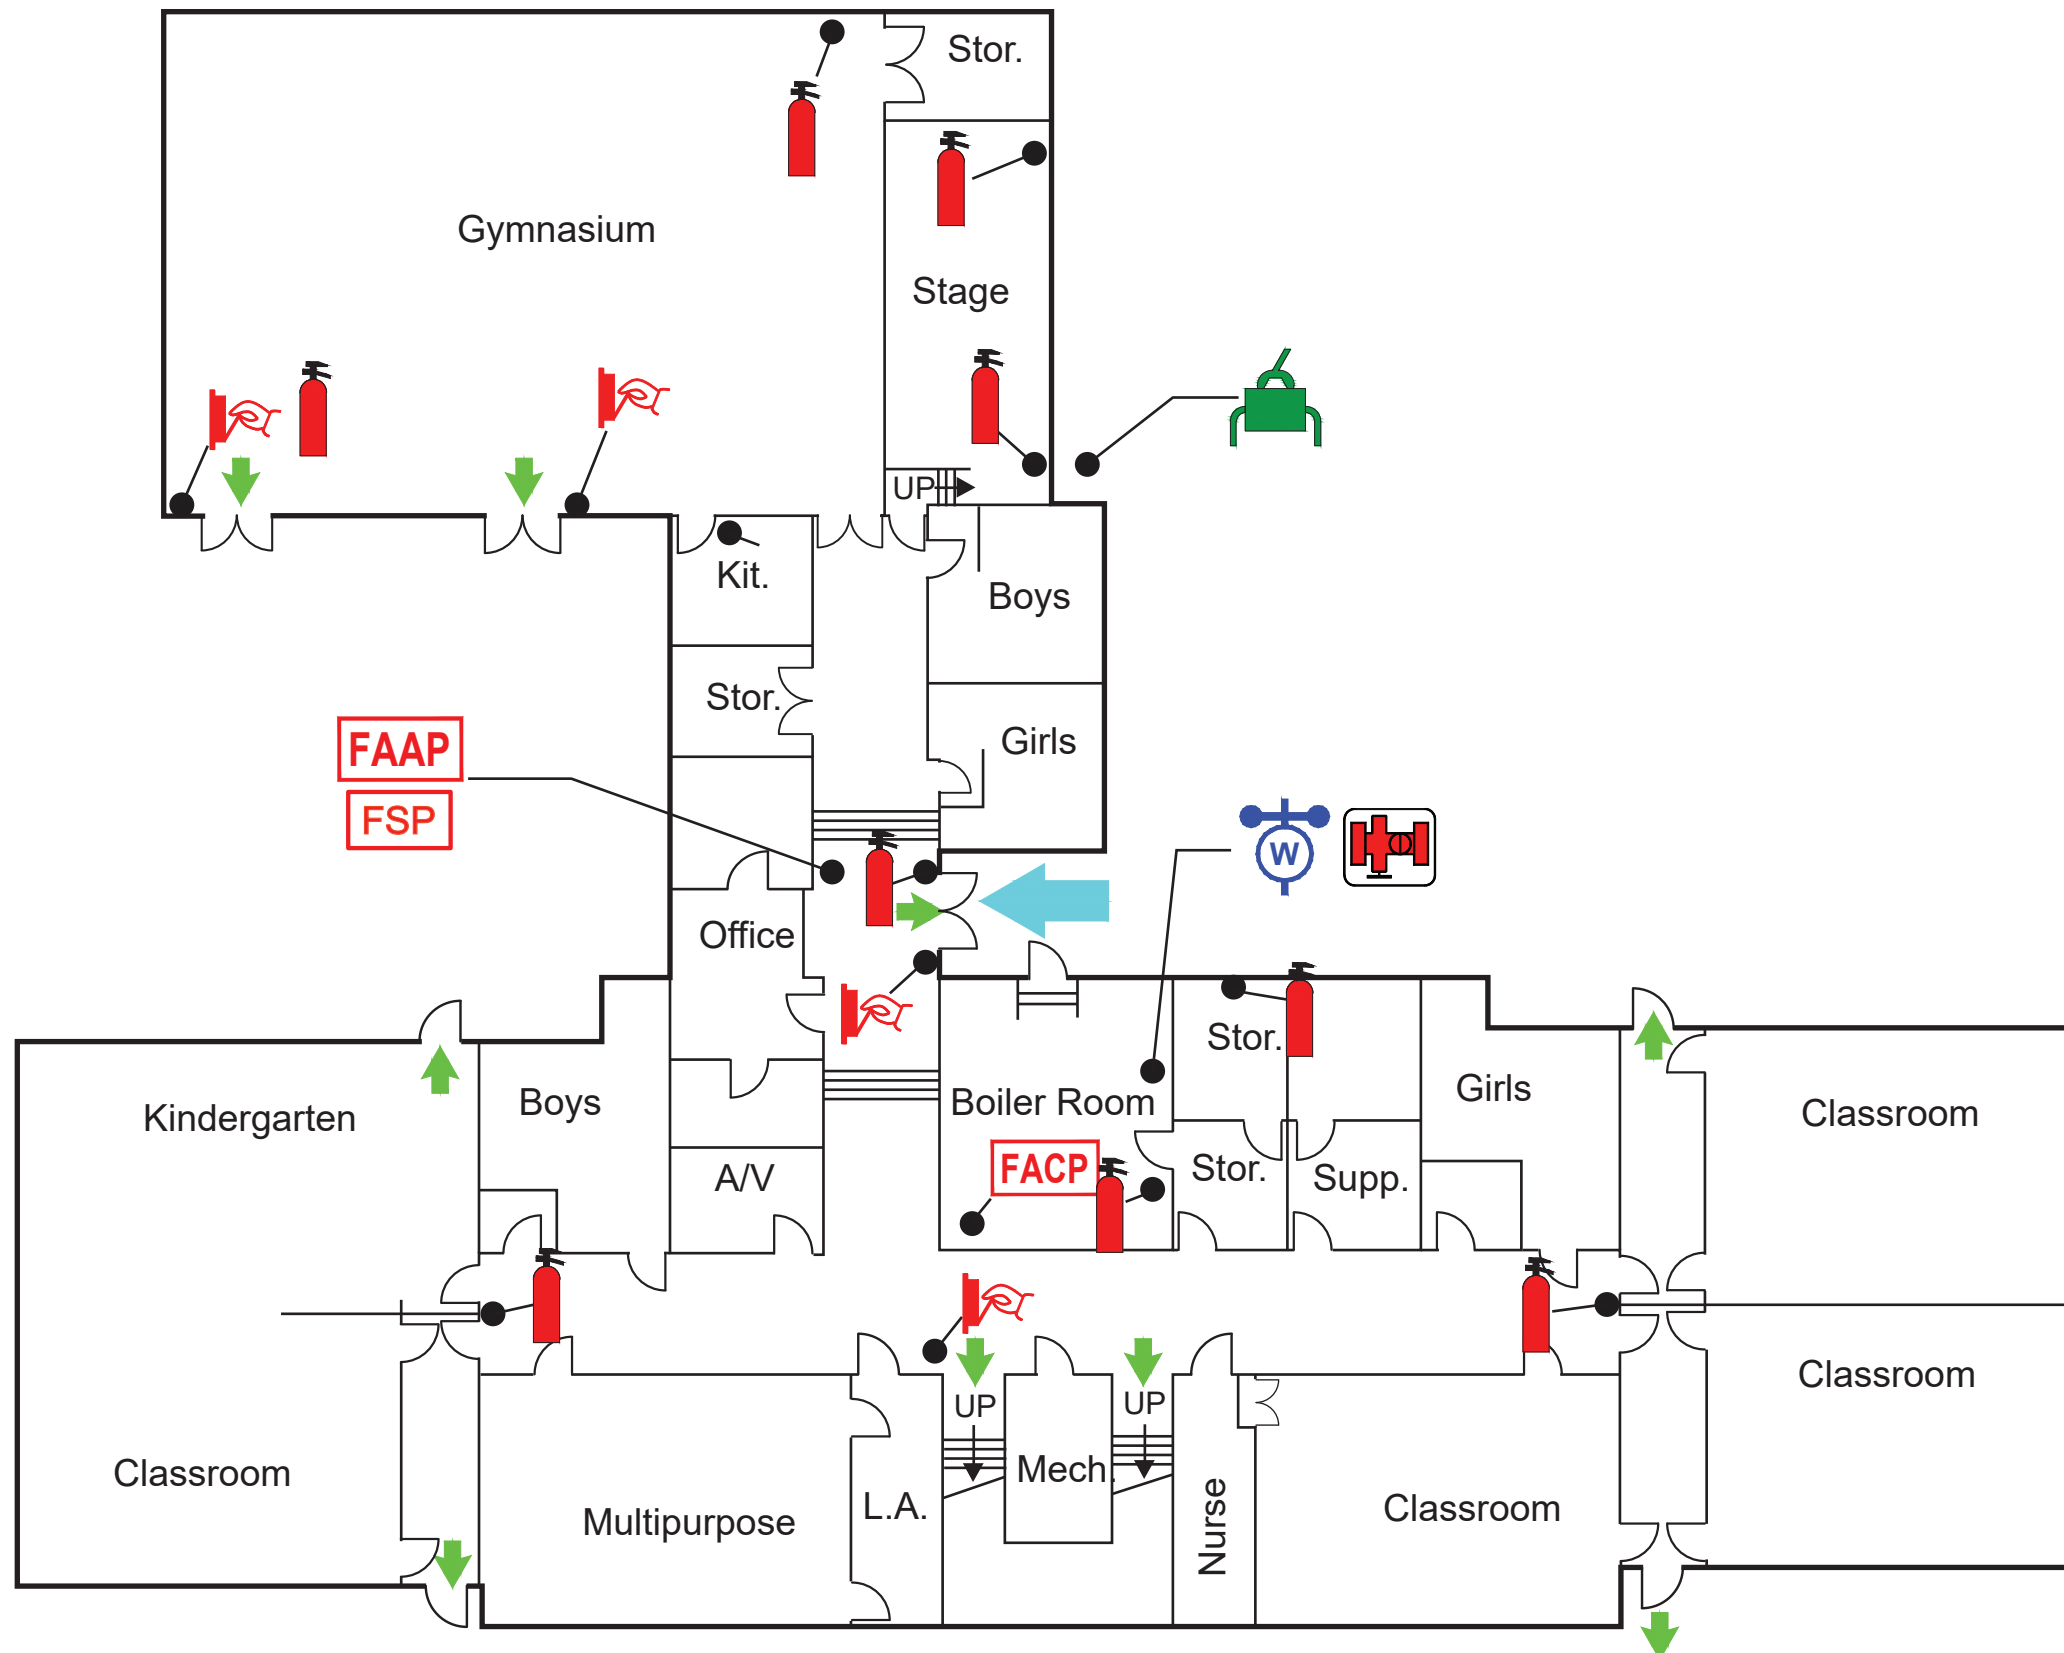 Stor.
Gymnasium
Stage
UP
Kit.
Boys
Stor.
Girls
FAAP
FSP
W
Office
Stor.
Boiler Room
Girls
Kindergarten
Boys
Classroom
A/V
FACP
Stor.
Supp.
Classroom
UP
UP
Classroom
Multipurpose
L.A.
Mech.
Nurse
Classroom